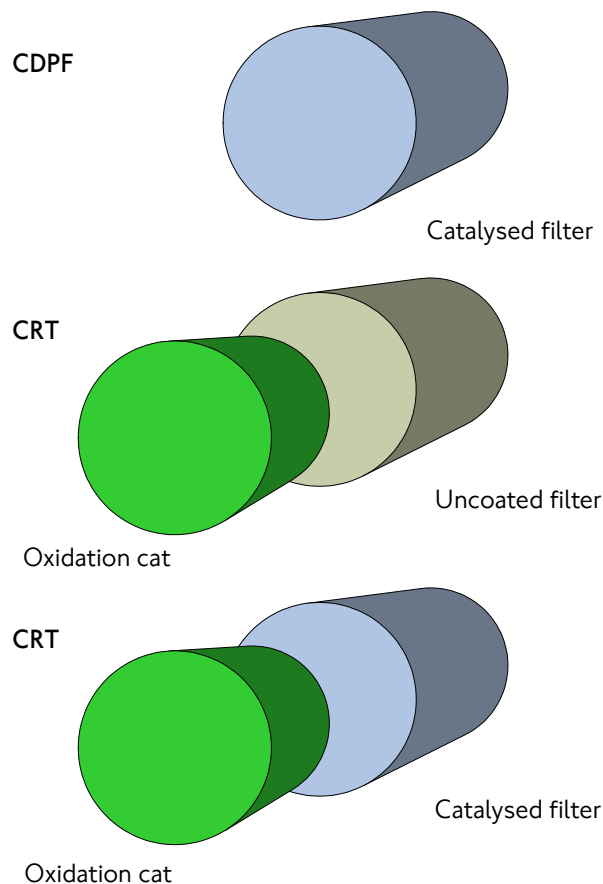 CDPF
Catalysed filter
CRT
Uncoated filter
Oxidation cat
CRT
Catalysed filter
Oxidation cat